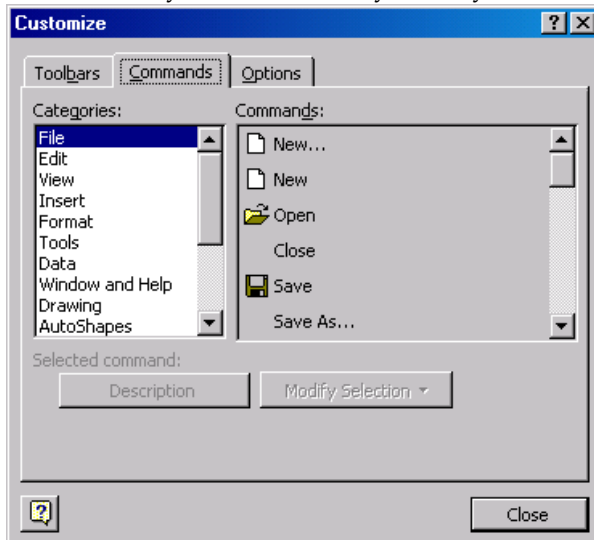 Customize
Toolbars Commands Options
Categories:
File
Edit
View
Insert
Format
Tools
Data
Window and Help
Drawing
AutoShapes
Commands:
New...
New
Open
Close
Save
Save As...
Selected command:
Description Modify Selection
Close